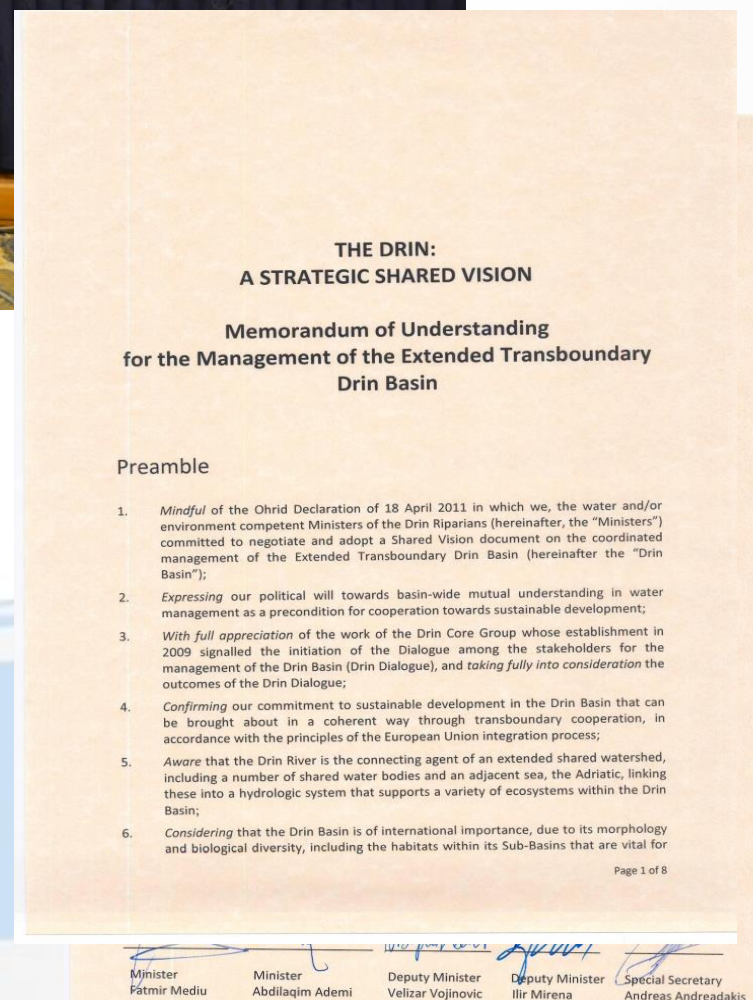 THE DRIN:
A STRATEGIC SHARED VISION
Memorandum of Understanding
for the Management of the Extended Transboundary
Drin Basin
Preamble
1. Mindful of the Ohrid Declaration of 18 April 2011 in which we, the water and/or
environment competent Ministers of the Drin Riparians (hereinafter, the “Ministers”)
committed to negotiate and adopt a Shared Vision document on the coordinated
management of the Extended Transboundary Drin Basin (hereinafter the “Drin
Basin”);
2. Expressing our political will towards basin-wide mutual understanding in water
management as a precondition for cooperation towards sustainable development;
3. With full appreciation of the work of the Drin Core Group whose establishment in
2009 signalled the initiation of the Dialogue among the stakeholders for the
management of the Drin Basin (Drin Dialogue), and taking fully into consideration the
outcomes of the Drin Dialogue;
4. Confirming our commitment to sustainable development in the Drin Basin that can
be brought about in a coherent way through transboundary cooperation, in
accordance with the principles of the European Union integration process;
5. Aware that the Drin River is the connecting agent of an extended shared watershed,
including a number of shared water bodies and an adjacent sea, the Adriatic, linking
these into a hydrologic system that supports a variety of ecosystems within the Drin
Basin;
6. Considering that the Drin Basin is of international importance, due to its morphology
and biological diversity, including the habitats within its Sub-Basins that are vital for
Page 1 of 8
Minister Minister Deputy Minister Deputy Minister Special Secretary
Fatmir Mediu Abdilaqim Ademi Velizar Vojinovic Ilir Mirena Andreas Andreadakis